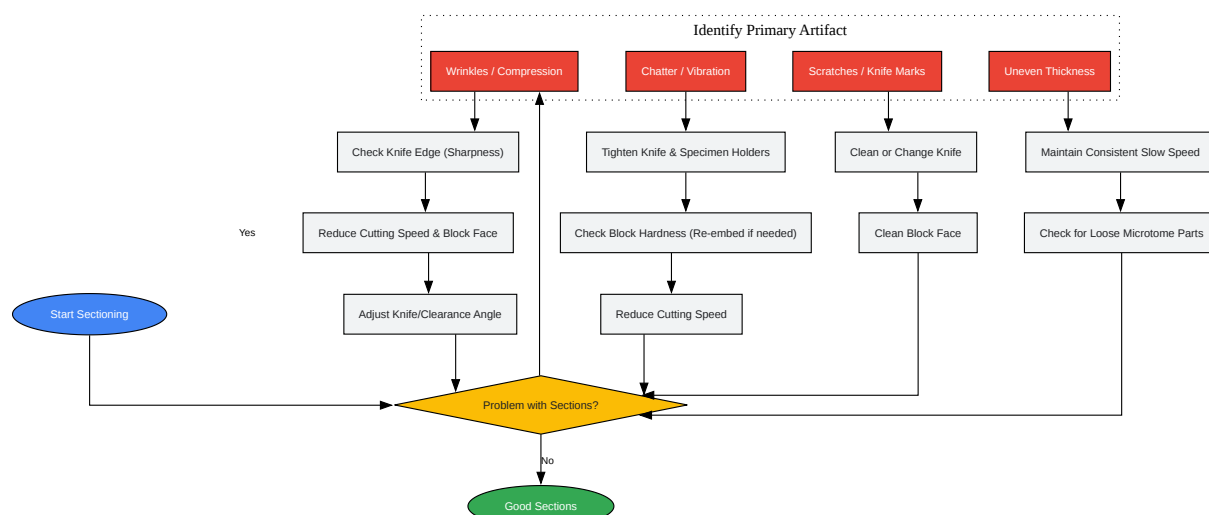 Identify Primary Artifact
Wrinkles / Compression
Chatter / Vibration
Scratches / Knife Marks
Uneven Thickness
Check Knife Edge (Sharpness)
Tighten Knife & Specimen Holders
Clean or Change Knife
Maintain Consistent Slow Speed
Yes
Reduce Cutting Speed & Block Face
Check Block Hardness (Re-embed if needed)
Clean Block Face
Check for Loose Microtome Parts
Start Sectioning
Adjust Knife/Clearance Angle
Reduce Cutting Speed
Problem with Sections?
No
Good Sections